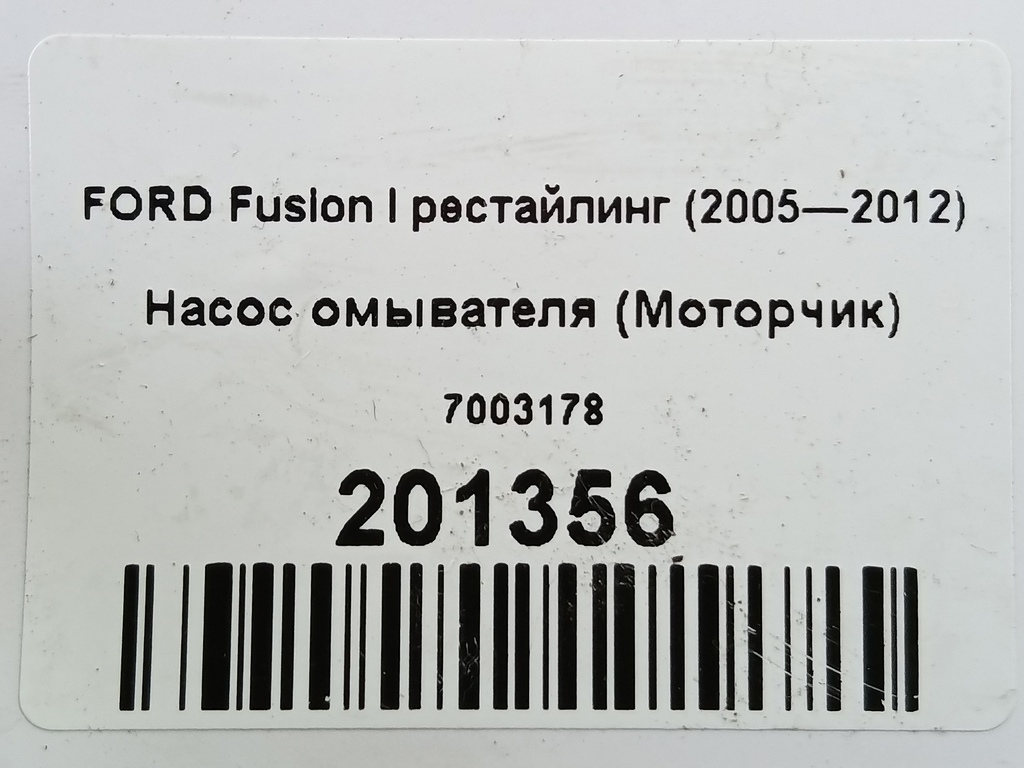 FORD Fusion I рестайлинг (2005—2012)
Насос омывателя (Моторчик)
7003178
201356